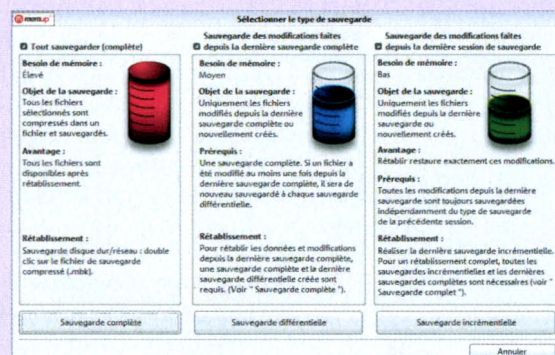 memup
Sélectionner le type de sauvegarde
Tout sauvegarder (complète)
Besoin de mémoire :
Élevé
Objet de la sauvegarde :
Tous les fichiers
sélectionnés sont
compressés dans un
fichier et sauvegardés.
Avantage :
Tous les fichiers sont
disponibles après
rétablissement.
Rétablissement :
Sauvegarde disque dur/réseau : double
clic sur le fichier de sauvegarde
compressé (.mbk).
Sauvegarde complète
Sauvegarde des modifications faites
depuis la dernière sauvegarde complète
Besoin de mémoire :
Moyen
Objet de la sauvegarde :
Uniquement les fichiers
modifiés depuis la dernière
sauvegarde complète ou
nouvellement créés.
Prérequis :
Une sauvegarde complète. Si un fichier a
été modifié au moins une fois depuis la
dernière sauvegarde complète, il sera de
nouveau sauvegardé à chaque sauvegarde
différentielle.
Rétablissement :
Pour rétablir les données et modifications
depuis la dernière sauvegarde complète,
une sauvegarde complète et la dernière
sauvegarde différentielle créée sont
requis. (Voir " Sauvegarde complète ").
Sauvegarde différentielle
Sauvegarde des modifications faites
depuis la dernière session de sauvegarde
Besoin de mémoire :
Bas
Objet de la sauvegarde :
Uniquement les fichiers
modifiés depuis la dernière
sauvegarde ou
nouvellement créés.
Avantage :
Rétablir restaure exactement ces modifications.
Prérequis :
Toutes les modifications depuis la dernière
sauvegarde sont toujours sauvegardées
indépendamment du type de sauvegarde
de la précédente session.
Rétablissement :
Réaliser la dernière sauvegarde incrémentielle.
Pour un rétablissement complet, toutes les
sauvegardes incrémentielles et les dernières
sauvegardes complètes sont nécessaires (voir "
Sauvegarde complet ").
Sauvegarde incrémentielle
Annuler